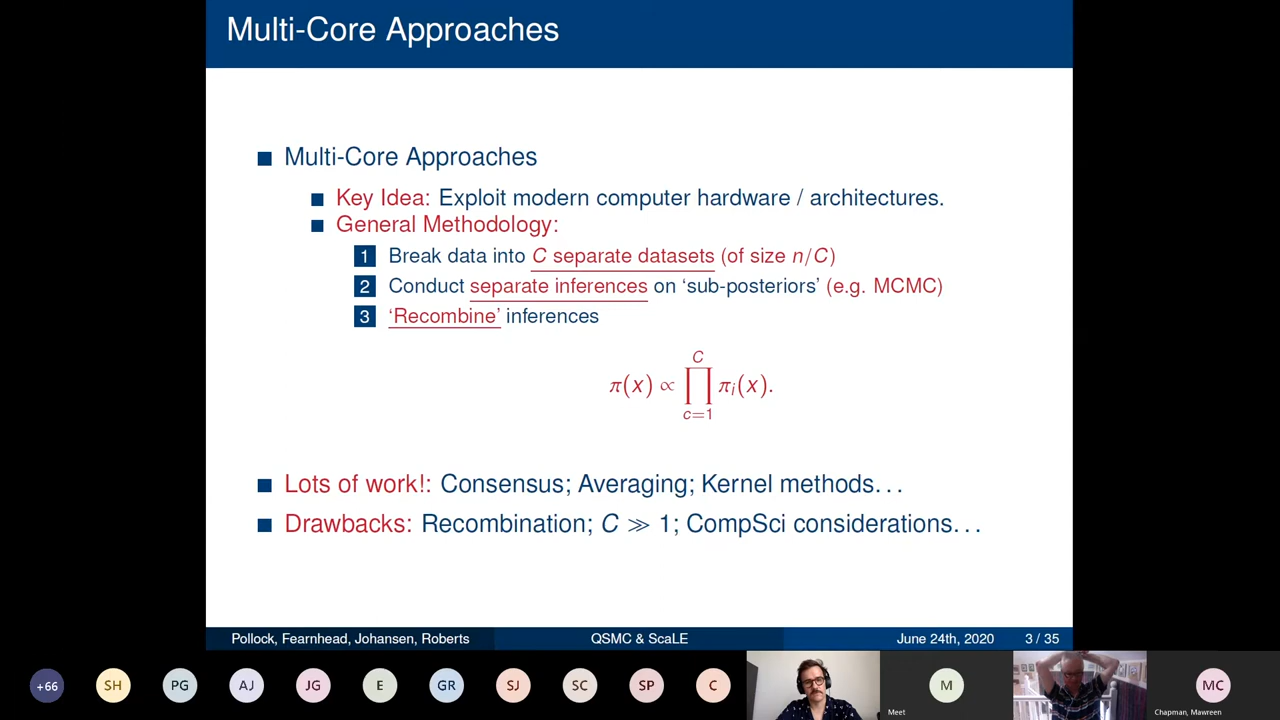 Multi-Core Approaches
Multi-Core Approaches
Key Idea: Exploit modern computer hardware / architectures.
General Methodology:
1 Break data into C separate datasets (of size n/C)
2 Conduct separate inferences on ‘sub-posteriors’ (e.g. MCMC)
3 ‘Recombine’ inferences
π(x) ∝ ∏_{c=1}^{C} π_i(x).
Lots of work!: Consensus; Averaging; Kernel methods...
Drawbacks: Recombination; C ≫ 1; CompSci considerations...
Pollock, Fearnhead, Johansen, Roberts QSMC & ScaLE June 24th, 2020 3 / 35
+66 SH PG AJ JG E GR SJ SC SP C M MC
Meet Chapman, Mawreen